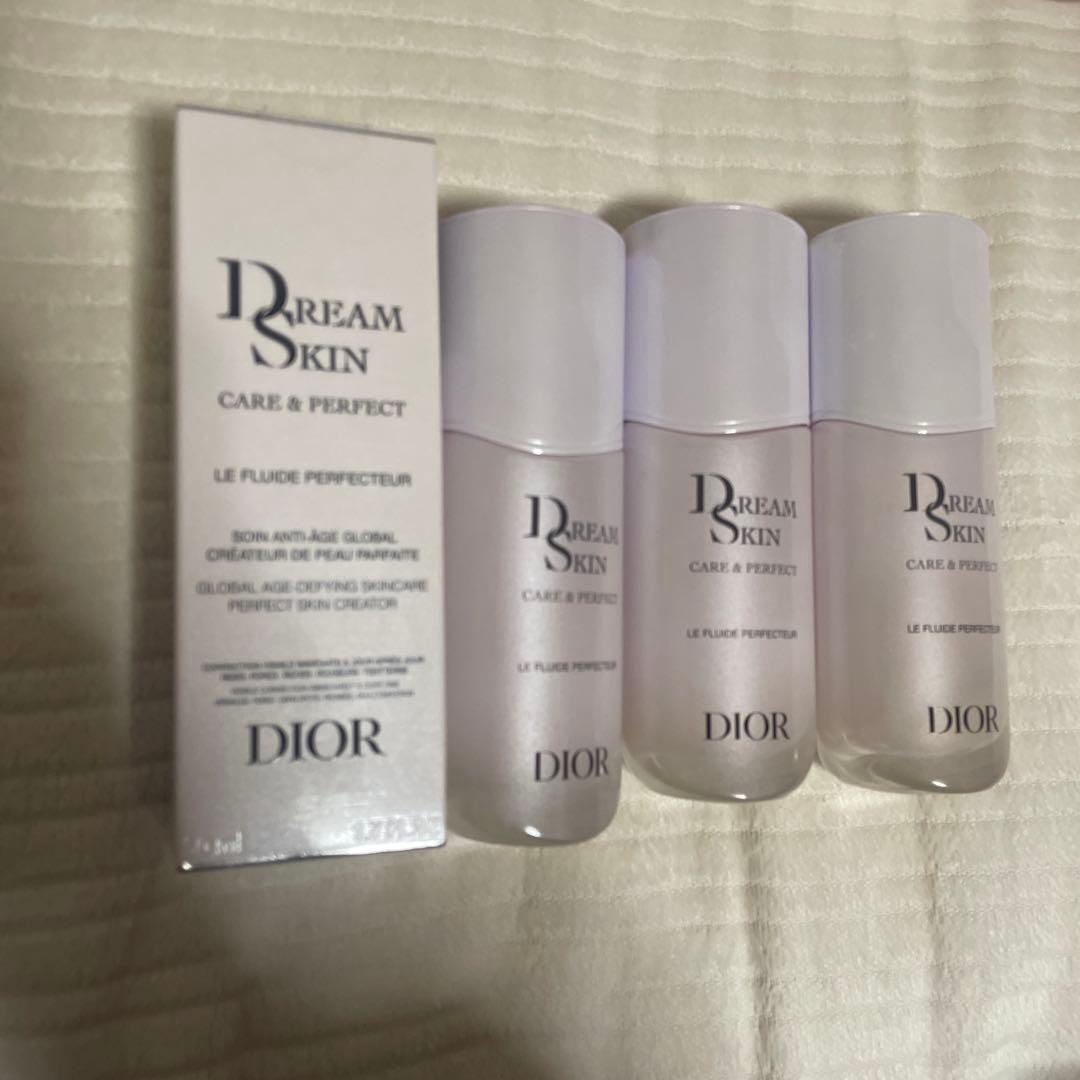 DREAM
SKIN
CARE & PERFECT
LE FLUIDE PERFECTEUR
SOIN ANTI-ÂGE GLOBAL
CRÉATEUR DE PEAU PARFAITE
GLOBAL AGE-DEFYING SKINCARE
PERFECT SKIN CREATOR
DIOR
DREAM
SKIN
CARE & PERFECT
LE FLUIDE PERFECTEUR
DIOR
DREAM
SKIN
CARE & PERFECT
LE FLUIDE PERFECTEUR
DIOR
DREAM
SKIN
CARE & PERFECT
LE FLUIDE PERFECTEUR
DIOR